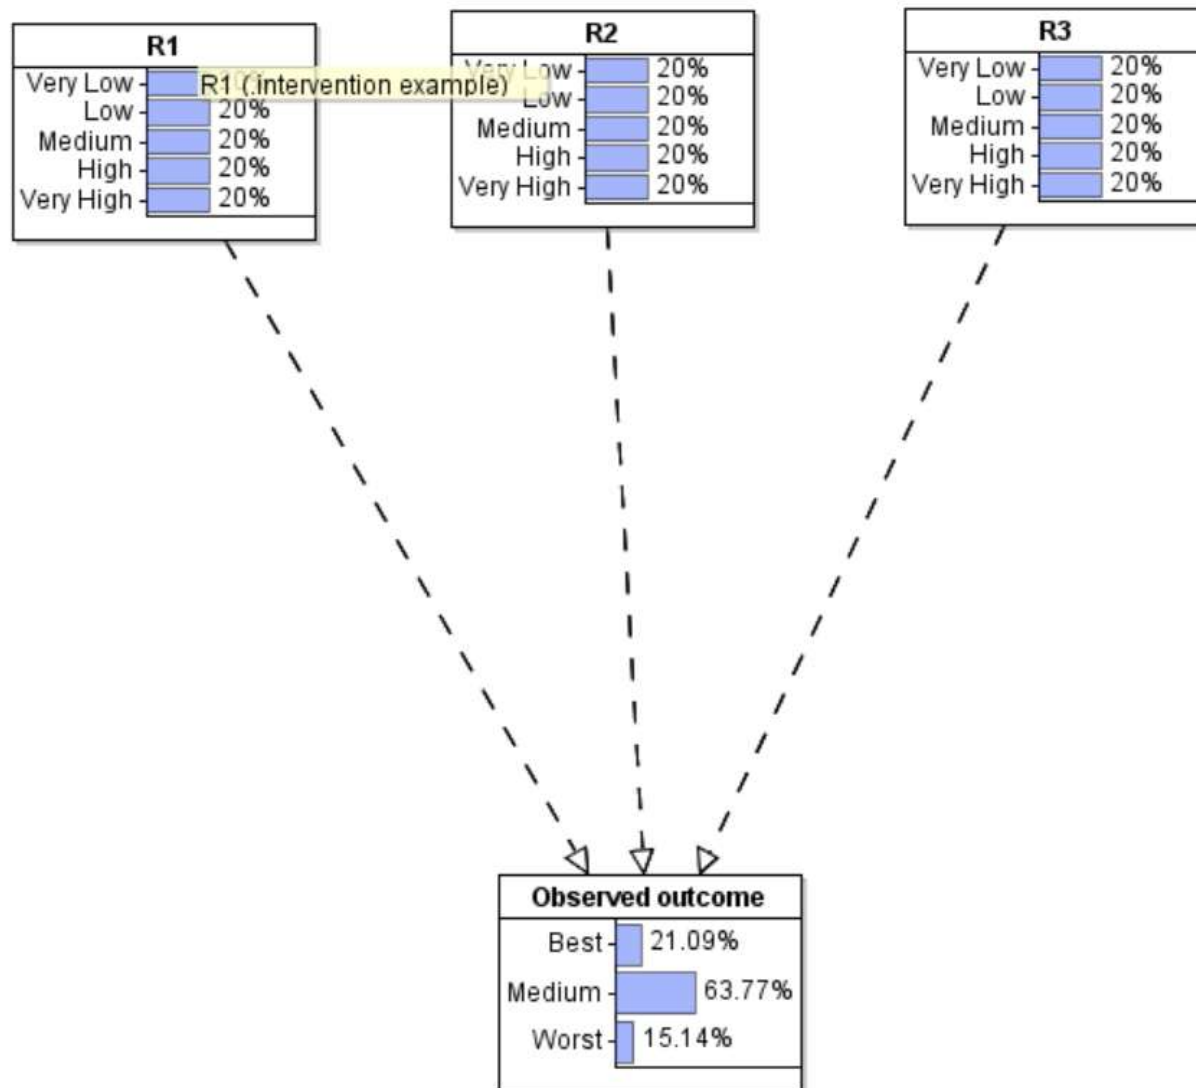 R1
Very Low
R1 (.intervention example)
Low 20%
Medium 20%
High 20%
Very High 20%
R2
Very Low 20%
Low 20%
Medium 20%
High 20%
Very High 20%
R3
Very Low 20%
Low 20%
Medium 20%
High 20%
Very High 20%
Observed outcome
Best 21.09%
Medium 63.77%
Worst 15.14%